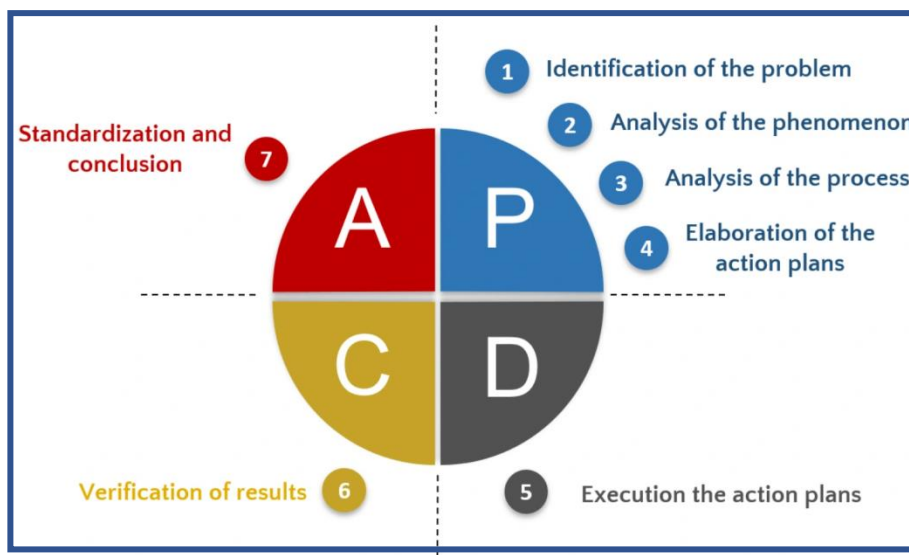 1 Identification of the problem
2 Analysis of the phenomenon
3 Analysis of the process
4 Elaboration of the
action plans
Standardization and
conclusion 7
A P
C D
Verification of results 6
5 Execution the action plans